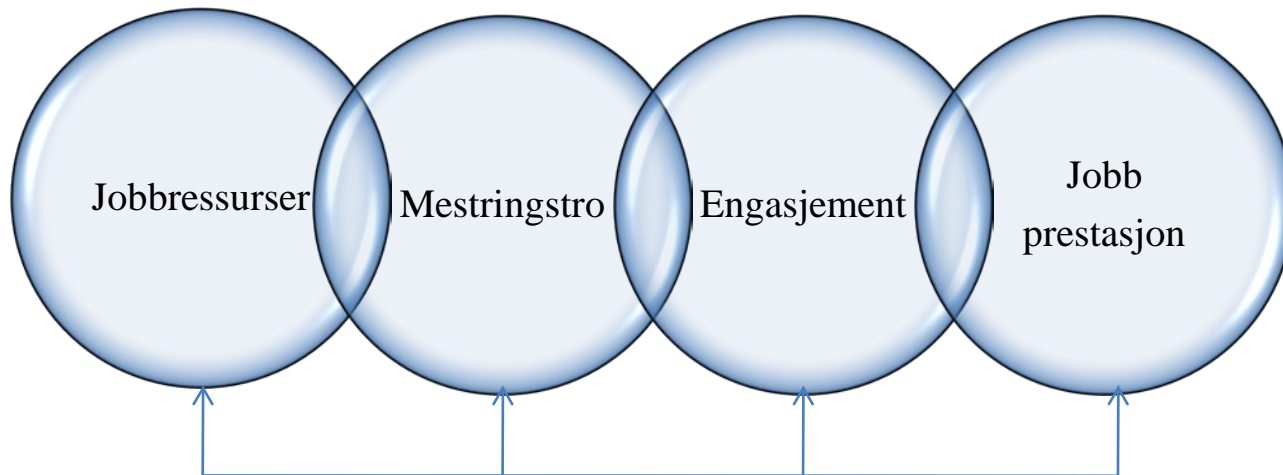 Jobbressurser
Mestringstro
Engasjement
Jobb
prestasjon